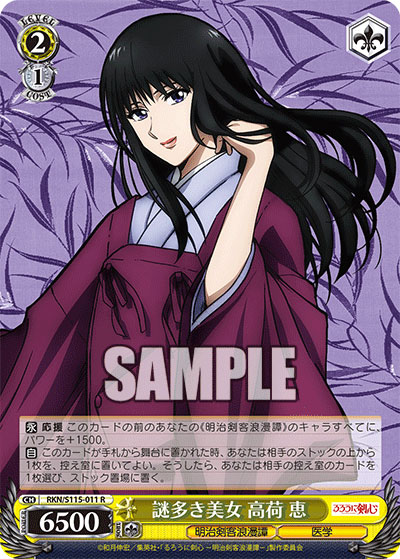 LEVEL
2
1
COST
SAMPLE
永 応援 このカードの前のあなたの《明治剣客浪漫譚》のキャラすべてに、
パワーを+1500。
自 このカードが手札から舞台に置かれた時、あなたは相手のストックの上から
1枚を、控え室に置いてよい。そうしたら、あなたは相手の控え室のカードを
1枚選び、ストック置場に置く。
CH RKN/S115-011 R
謎多き美女 高荷 恵
るろうに剣心
POWER
6500
明治剣客浪漫譚
医学
©和月伸宏/集英社・「るろうに剣心 -明治剣客浪漫譚-」製作委員会